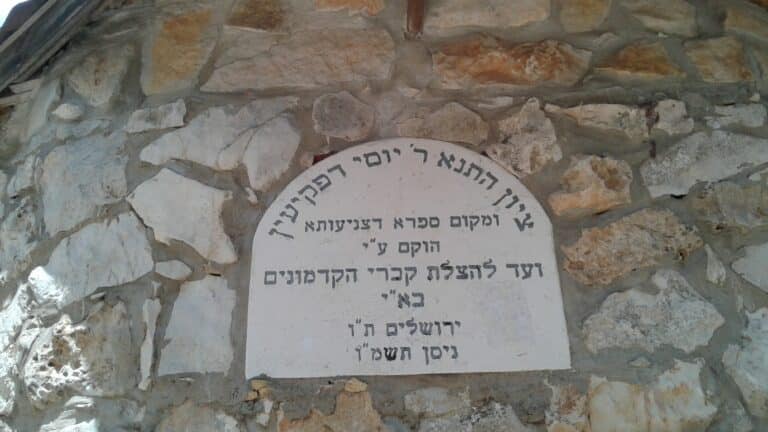 ציון התנא ר' יוסי דפקיעין
ומקום ספרא דצניעותא
הוקם ע"י
ועד להצלת קברי הקדמונים
בא"י
ירושלים ת"ו
ניסן תשמ"ו